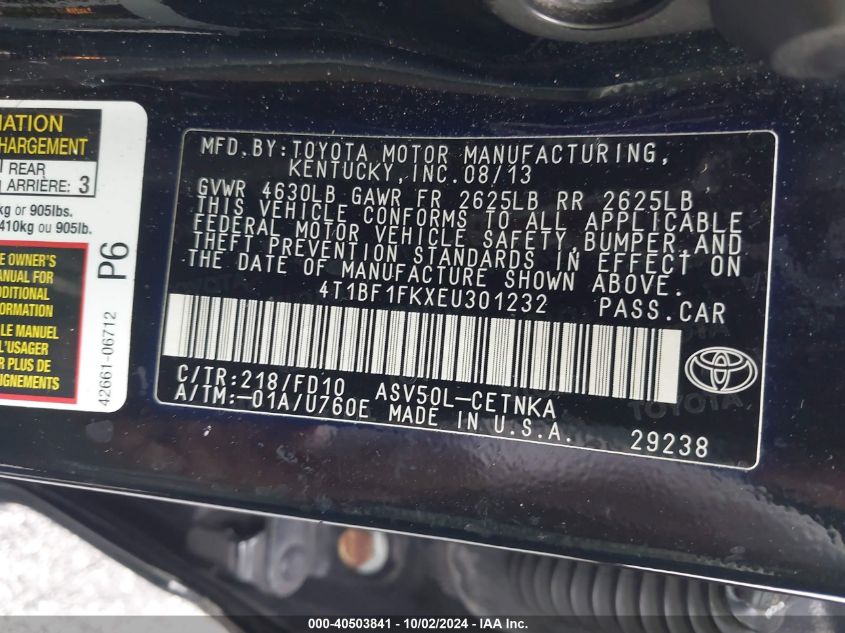 MATION
HARGEMENT
REAR
ARRIÈRE: 3
kg or 905lbs.
410kg ou 905lb.
E OWNER'S
MANUAL FOR
ADDITIONAL
INFORMATION
LE MANUEL
L'USAGER
R PLUS DE
IGNEMENTS
P6
42661-06712
MFD.BY:TOYOTA MOTOR MANUFACTURING,
KENTUCKY,INC.08/13
GVWR 4630LB GAWR FR 2625LB RR 2625LB
THIS VEHICLE CONFORMS TO ALL APPLICABLE
FEDERAL MOTOR VEHICLE SAFETY,BUMPER,AND
THEFT PREVENTION STANDARDS IN EFFECT ON
THE DATE OF MANUFACTURE SHOWN ABOVE.
4T1BF1FKXEU301232 PASS.CAR
C/TR:218/FD10 ASV50L-CETNKA
A/TM:-01A/U760E MADE IN U.S.A.
29238
TOYOTA
000-40503841 - 10/02/2024 - IAA Inc.